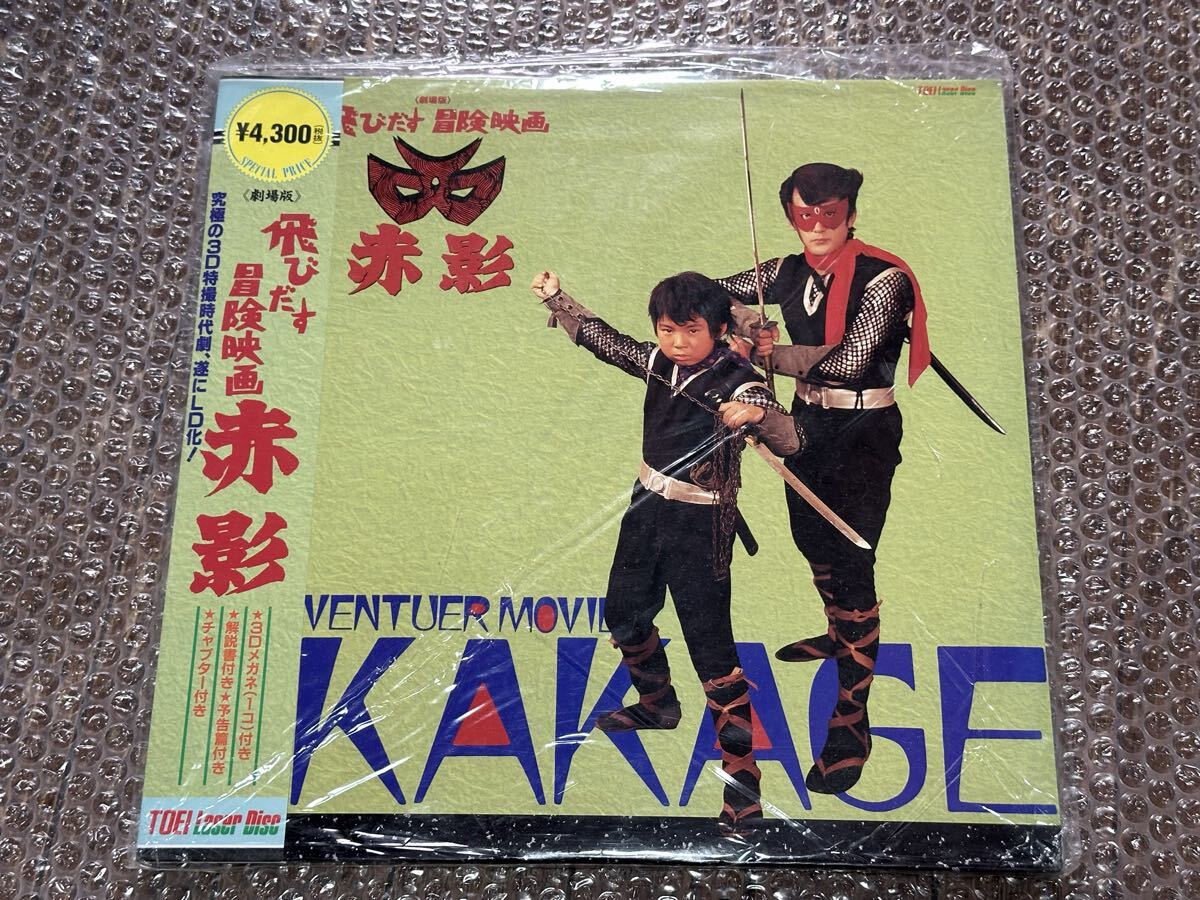 ¥4,300(税抜)
SPECIAL PRICE
《劇場版》
飛びだす
冒険映画
赤影
究極の3D特撮時代劇、遂にLD化!
★3Dメガネ(1コ)付き
★解説書付き★予告篇付き
★チャプター付き
TOEI Laser Disc
〈劇場版〉
飛びだす 冒険映画
赤影
TOEI Laser Disc
VENTUER MOVIE
KAKAGE